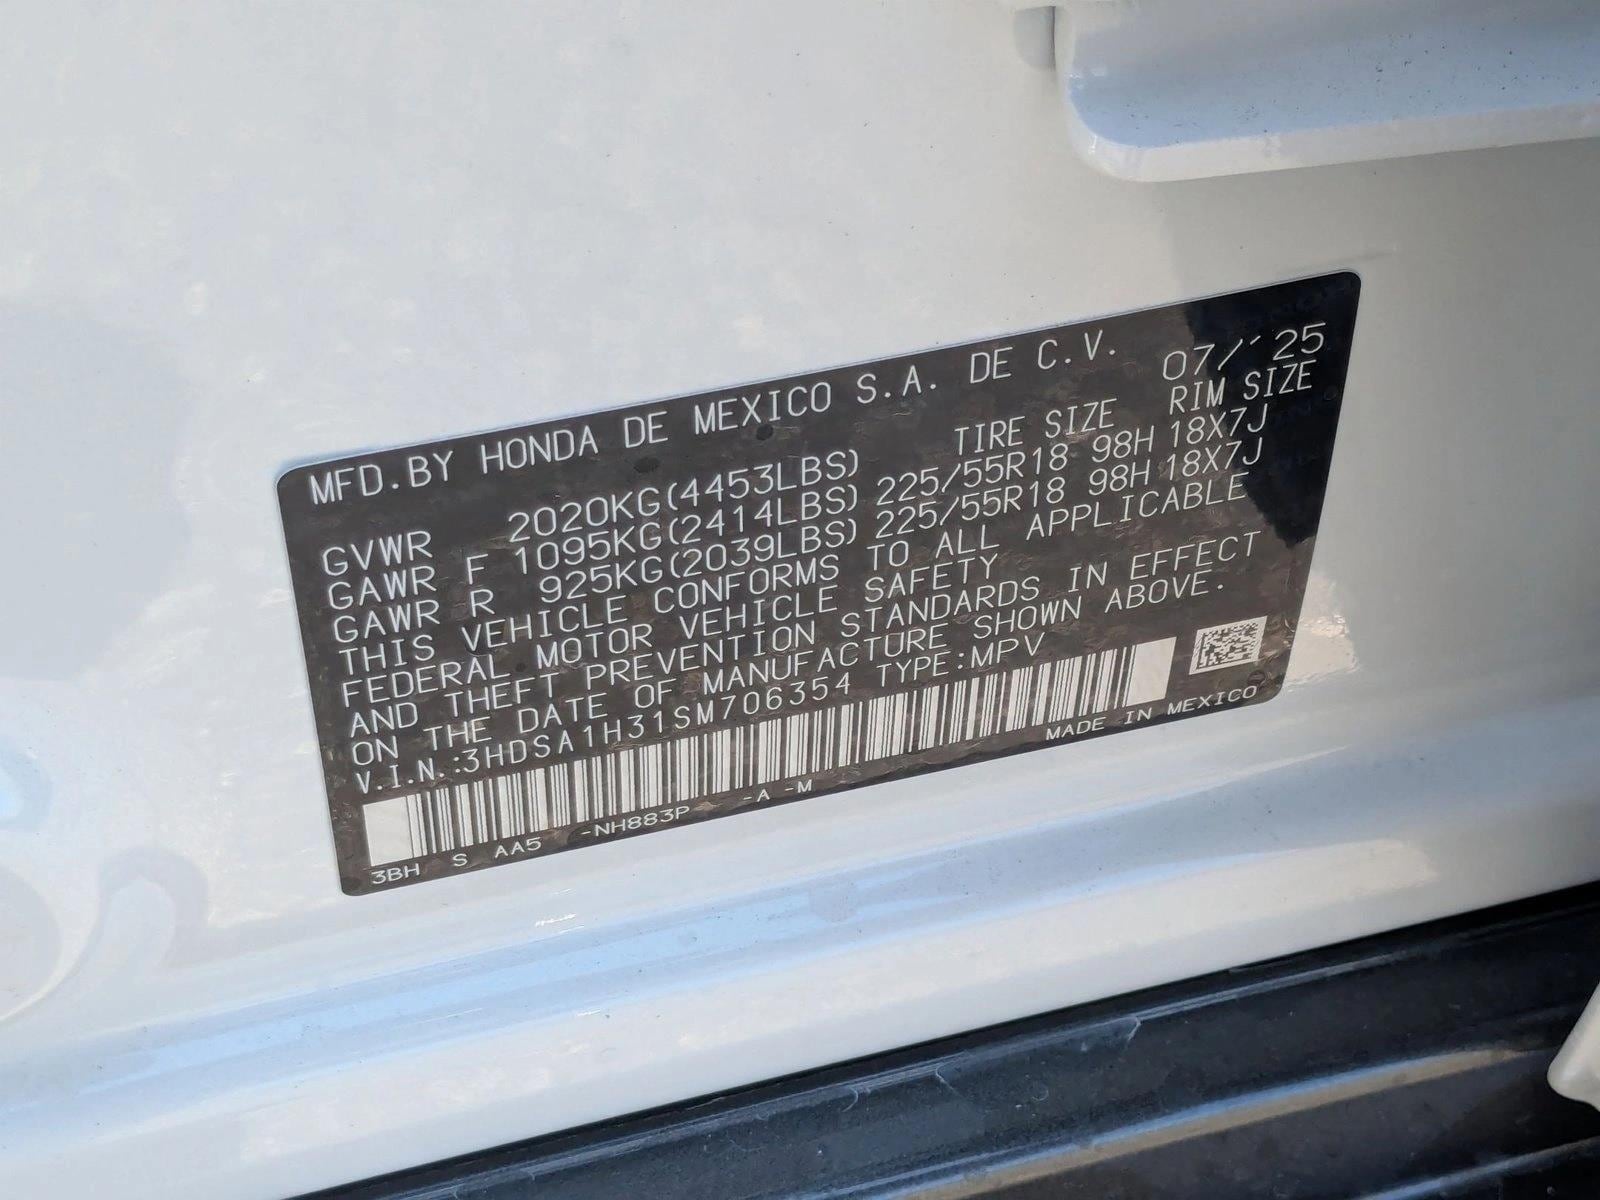 MFD.BY HONDA DE MEXICO S.A. DE C.V. 07/'25
TIRE SIZE RIM SIZE
GVWR 2020KG(4453LBS)
GAWR F 1095KG(2414LBS) 225/55R18 98H 18X7J
GAWR R 925KG(2039LBS) 225/55R18 98H 18X7J
THIS VEHICLE CONFORMS TO ALL APPLICABLE
FEDERAL MOTOR VEHICLE SAFETY
AND THEFT PREVENTION STANDARDS IN EFFECT
ON THE DATE OF MANUFACTURE SHOWN ABOVE.
V.I.N.:3HDSA1H31SM706354 TYPE:MPV
MADE IN MEXICO
3BH S AA5 -NH883P -A -M